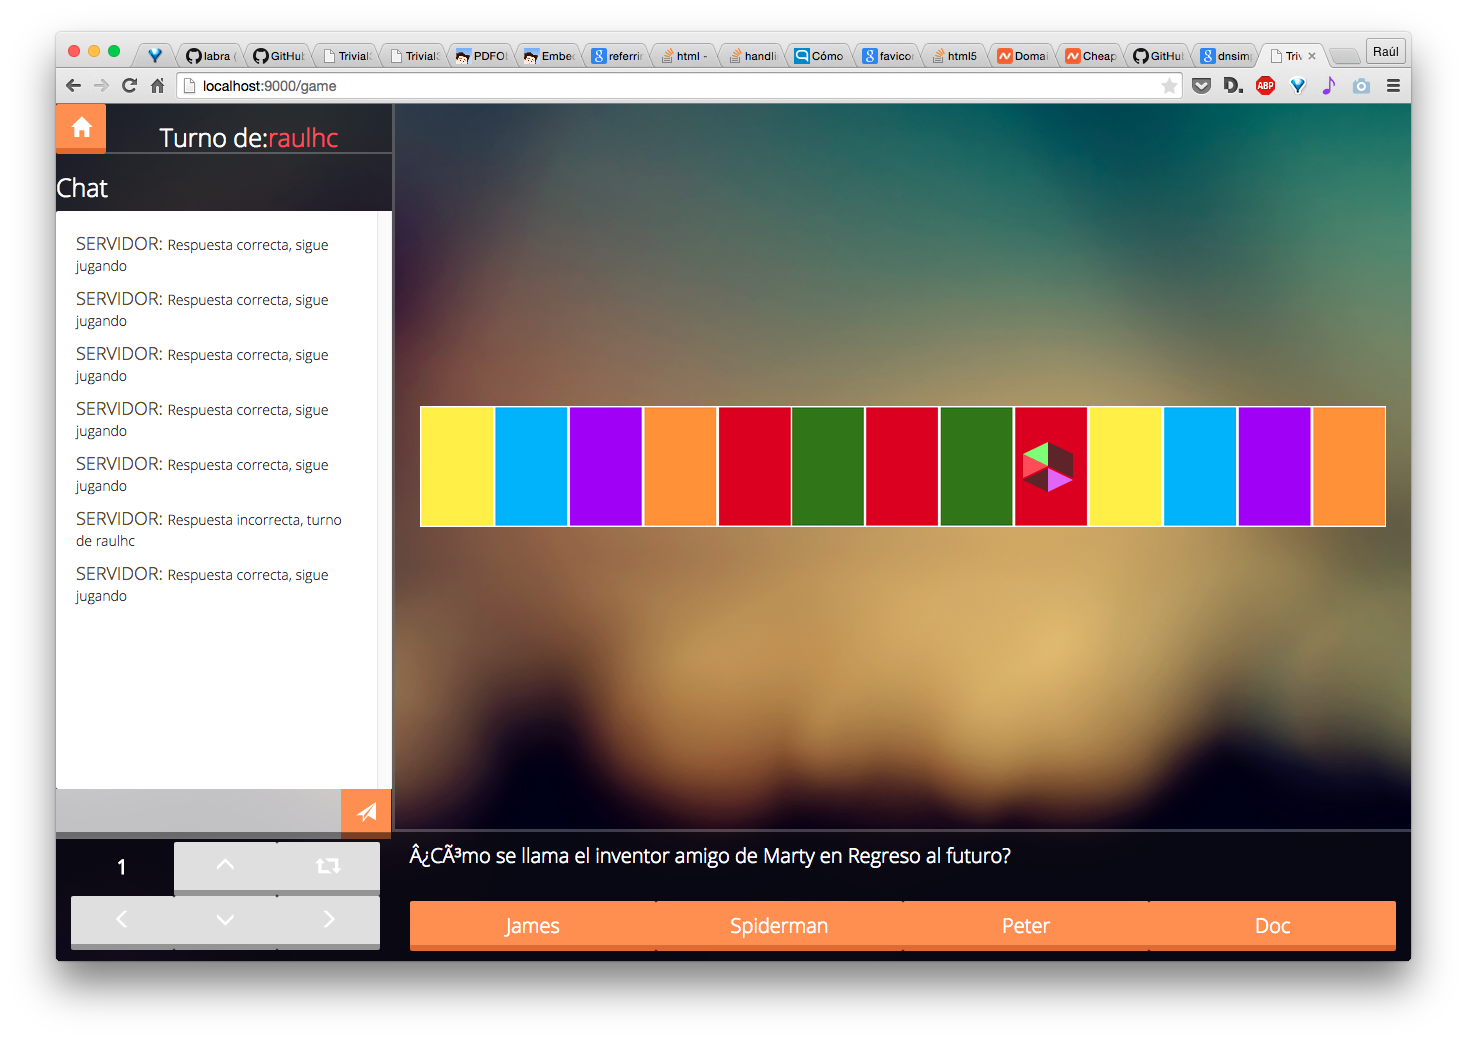 labra (
GitHub
Trivial
Trivial
PDFO
Embe
referri
html -
handli
Cómo
favico
html5
Domai
Cheap
GitHub
dnsim
Triv
Raúl
localhost:9000/game
D.
ABP
Turno de:raulhc
Chat
SERVIDOR: Respuesta correcta, sigue
jugando
SERVIDOR: Respuesta correcta, sigue
jugando
SERVIDOR: Respuesta correcta, sigue
jugando
SERVIDOR: Respuesta correcta, sigue
jugando
SERVIDOR: Respuesta correcta, sigue
jugando
SERVIDOR: Respuesta incorrecta, turno
de raulhc
SERVIDOR: Respuesta correcta, sigue
jugando
1
Â¿CÃ³mo se llama el inventor amigo de Marty en Regreso al futuro?
James
Spiderman
Peter
Doc